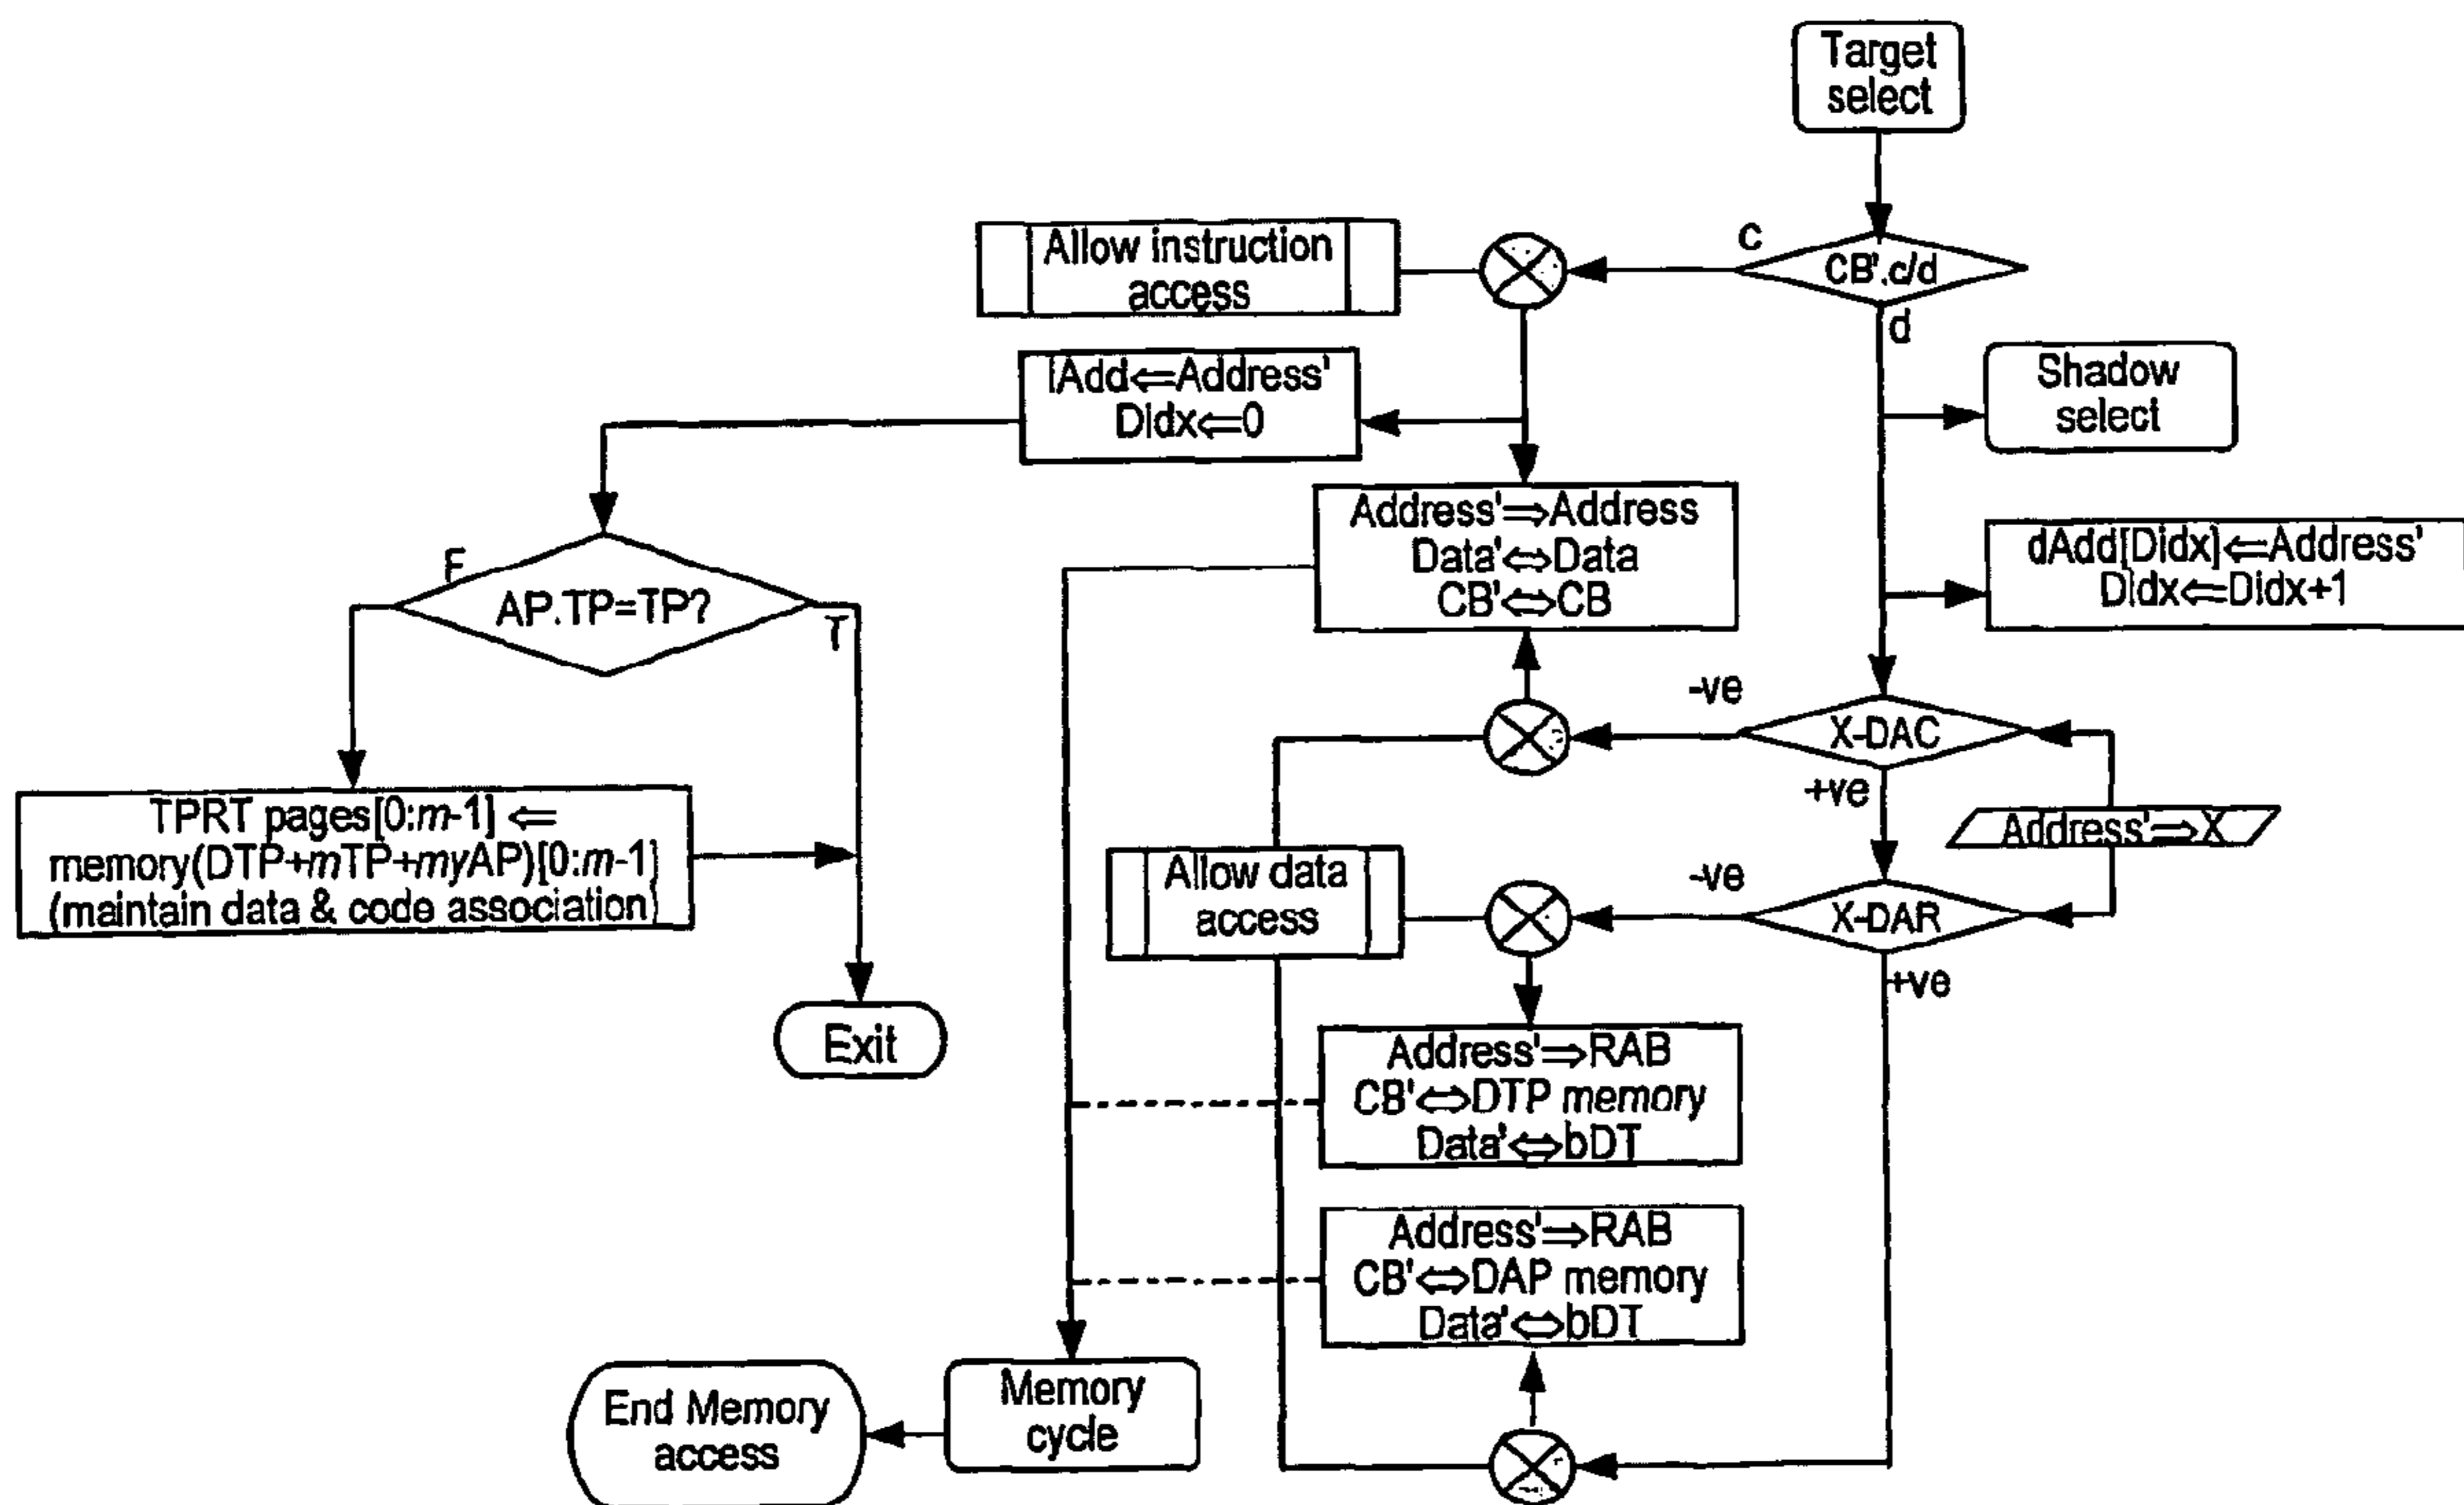 Target
select
c
CB'.c/d
d
Allow instruction
access
Shadow
select
IAdd⇐Address'
DIdx⇐0
Address'⇒Address
Data'⇔Data
CB'⇔CB
dAdd[Didx]⇐Address'
DIdx⇐Didx+1
F
AP.TP=TP?
T
-ve
X-DAC
+ve
TPRT pages[0:m-1] ⇐
memory(DTP+mTP+myAP)[0:m-1]
(maintain data & code association)
Address'⇒X
Allow data
access
-ve
X-DAR
+ve
Exit
Address'⇒RAB
CB'⇔DTP memory
Data'⇔bDT
Address'⇒RAB
CB'⇔DAP memory
Data'⇔bDT
End Memory
access
Memory
cycle